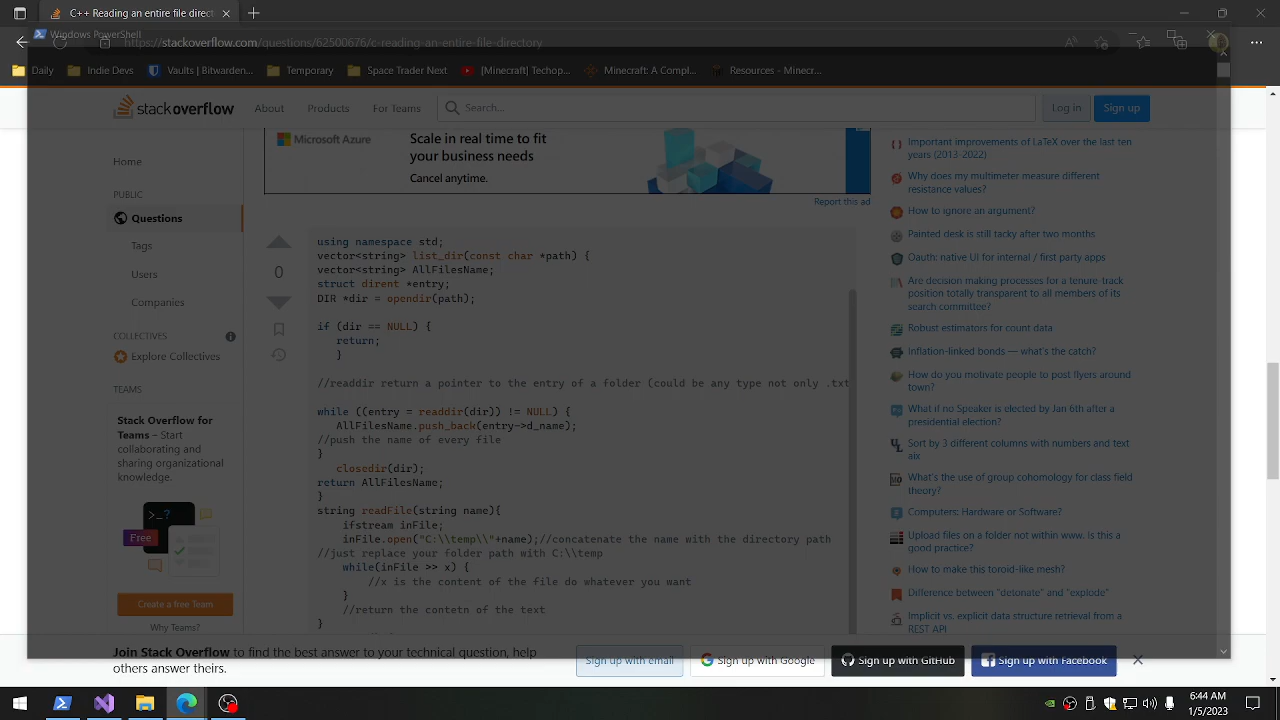 Windows PowerShell
https://stackoverflow.com/questions/62500676/c-reading-an-entire-file-directory
Daily
Indie Devs
Vaults | Bitwarden...
Temporary
Space Trader Next
[Minecraft] Techop...
Minecraft: A Compl...
Resources - Minecr...
stackoverflow
About
Products
For Teams
Search...
Log in
Sign up
Home
PUBLIC
Questions
Tags
Users
Companies
COLLECTIVES
Explore Collectives
TEAMS
Stack Overflow for
Teams – Start
collaborating and
sharing organizational
knowledge.
>_?
Free
Create a free Team
Why Teams?
Microsoft Azure
Scale in real time to fit
your business needs
Cancel anytime.
Report this ad
0
using namespace std;
vector<string> list_dir(const char *path) {
vector<string> AllFilesName;
struct dirent *entry;
DIR *dir = opendir(path);
if (dir == NULL) {
return;
}
//readdir return a pointer to the entry of a folder (could be any type not only .txt
while ((entry = readdir(dir)) != NULL) {
AllFilesName.push_back(entry->d_name);
//push the name of every file
}
closedir(dir);
return AllFilesName;
}
string readFile(string name){
ifstream inFile;
inFile.open("C:\\temp\\"+name);//concatenate the name with the directory path
//just replace your folder path with C:\\temp
while(inFile >> x) {
//x is the content of the file do whatever you want
}
//return the contetn of the text
}
Important improvements of LaTeX over the last ten
years (2013-2022)
Why does my multimeter measure different
resistance values?
How to ignore an argument?
Painted desk is still tacky after two months
Oauth: native UI for internal / first party apps
Are decision making processes for a tenure-track
position totally transparent to all members of its
search committee?
Robust estimators for count data
Inflation-linked bonds — what's the catch?
How do you motivate people to post flyers around
town?
What if no Speaker is elected by Jan 6th after a
presidential election?
Sort by 3 different columns with numbers and text
aix
What's the use of group cohomology for class field
theory?
Computers: Hardware or Software?
Upload files on a folder not within www. Is this a
good practice?
How to make this toroid-like mesh?
Difference between "detonate" and "explode"
Implicit vs. explicit data structure retrieval from a
REST API
Join Stack Overflow to find the best answer to your technical question, help
others answer theirs.
Sign up with email
Sign up with Google
Sign up with GitHub
Sign up with Facebook
6:44 AM
1/5/2023